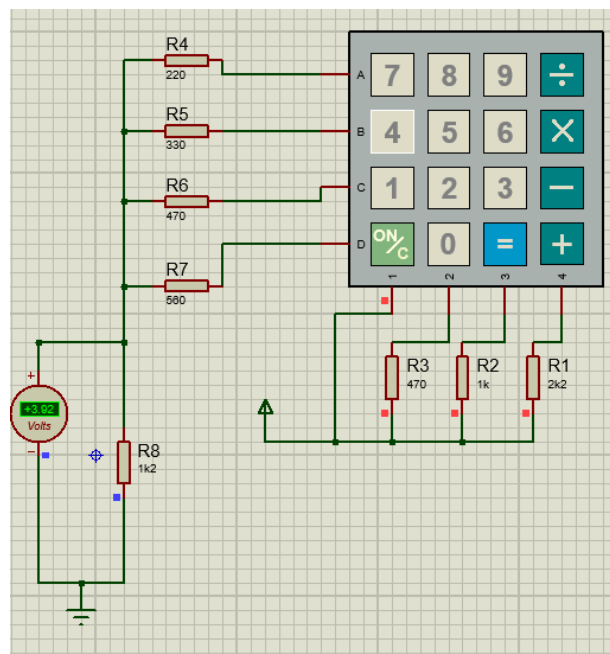 R4
220
R5
330
R6
470
R7
560
A 7 8 9 ÷
B 4 5 6 ×
C 1 2 3 −
D ON/C 0 = +
1 2 3 4
R3
470
R2
1k
R1
2k2
+
+3.92
Volts
−
R8
1k2